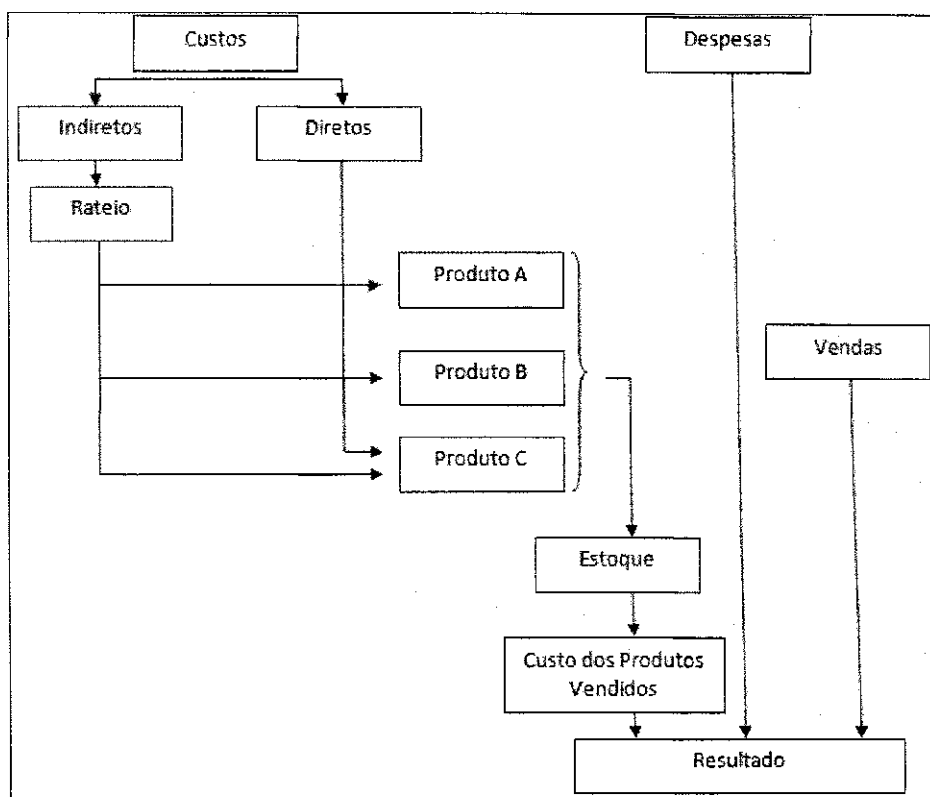 Custos
Despesas
Indiretos
Diretos
Rateio
Produto A
Vendas
Produto B
Produto C
Estoque
Custo dos Produtos
Vendidos
Resultado